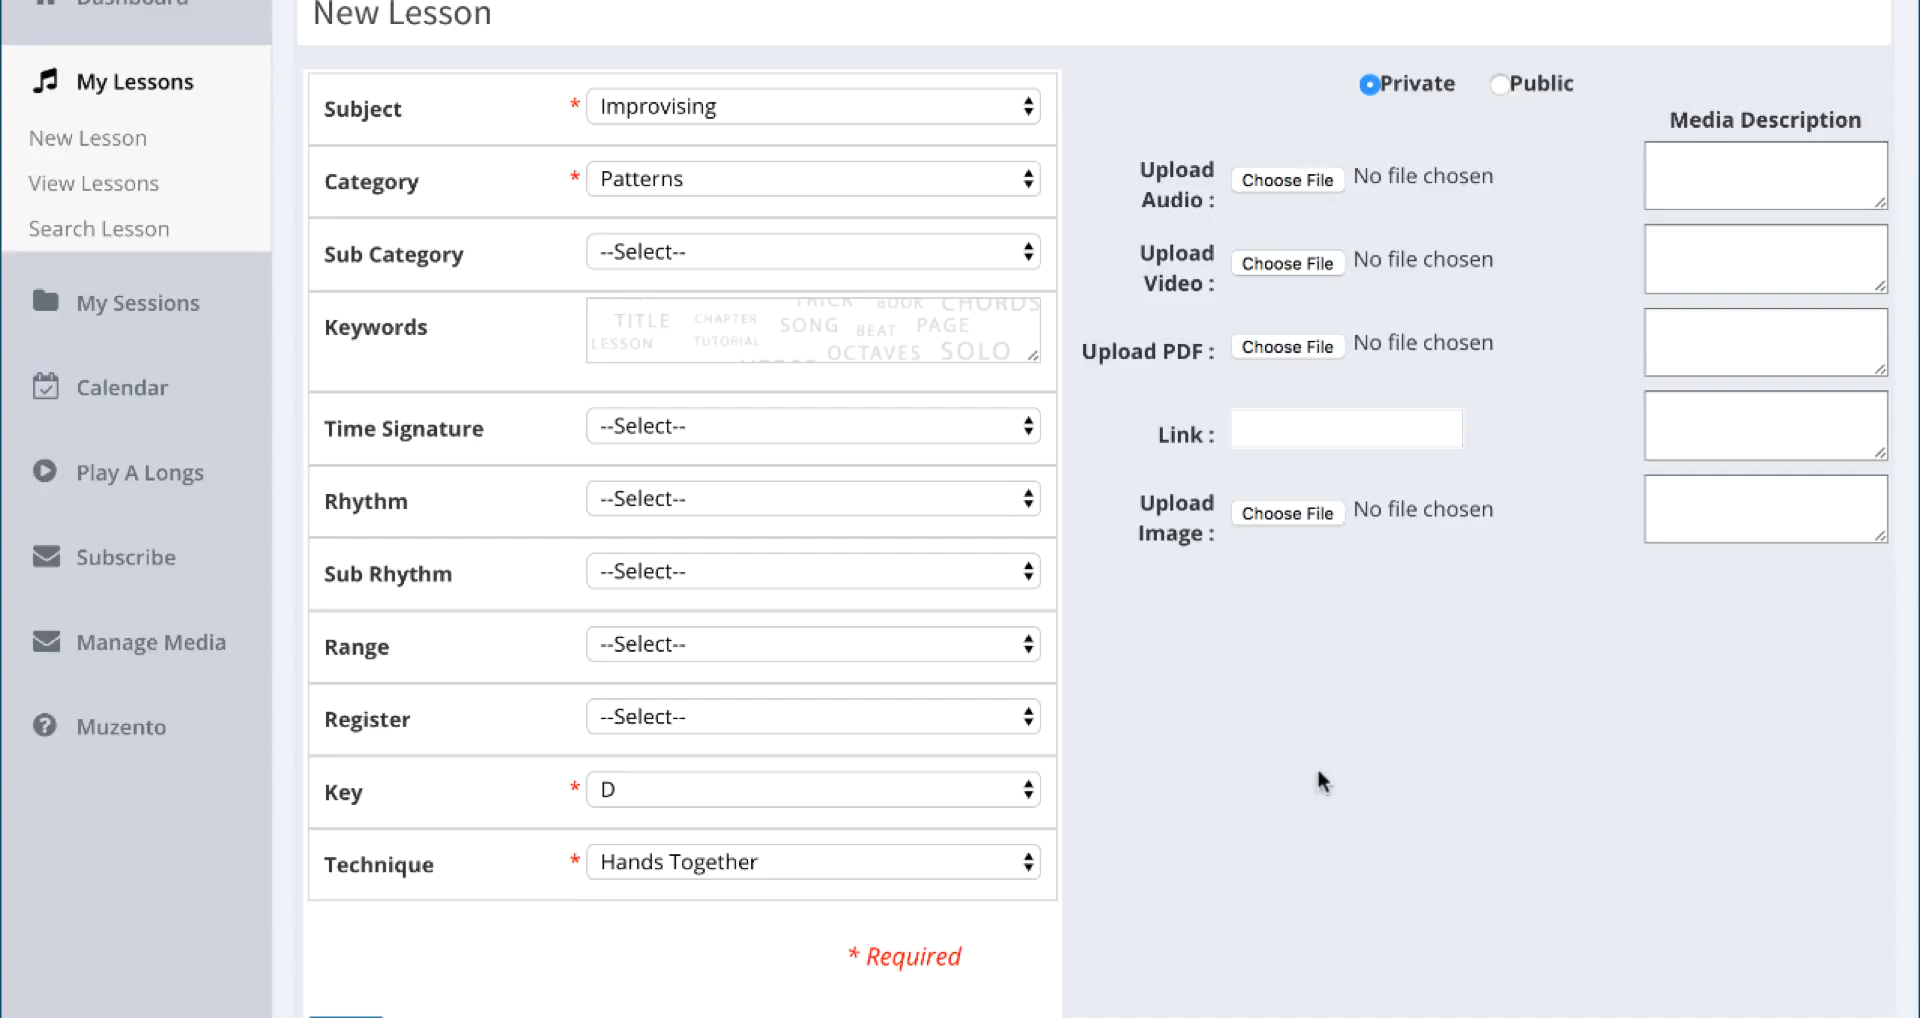 Dashboard
New Lesson
My Lessons
New Lesson
View Lessons
Search Lesson
My Sessions
Calendar
Play A Longs
Subscribe
Manage Media
Muzento
Subject * Improvising
Category * Patterns
Sub Category --Select--
Keywords
TRICK BOOK CHORDS
TITLE CHAPTER SONG BEAT PAGE
LESSON TUTORIAL OCTAVES SOLO
Time Signature --Select--
Rhythm --Select--
Sub Rhythm --Select--
Range --Select--
Register --Select--
Key * D
Technique * Hands Together
* Required
Private Public
Media Description
Upload
Audio : Choose File No file chosen
Upload
Video : Choose File No file chosen
Upload PDF : Choose File No file chosen
Link :
Upload
Image : Choose File No file chosen